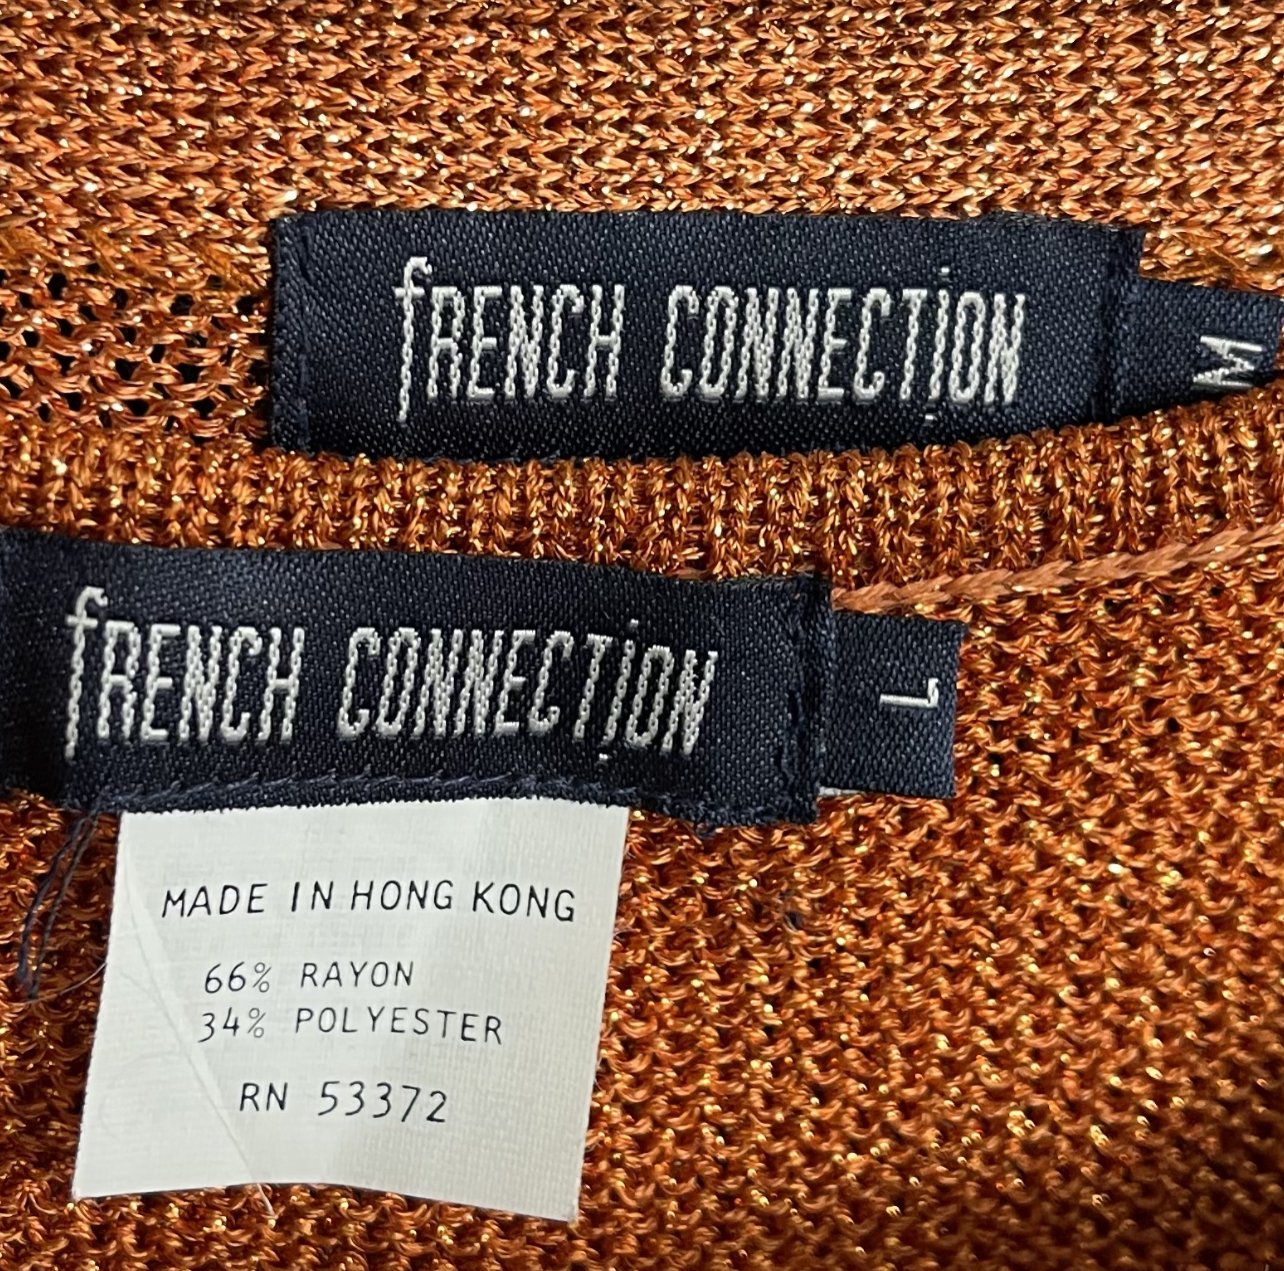 fRENCH CONNECTiON
M
fRENCH CONNECTiON
L
MADE IN HONG KONG
66% RAYON
34% POLYESTER
RN 53372